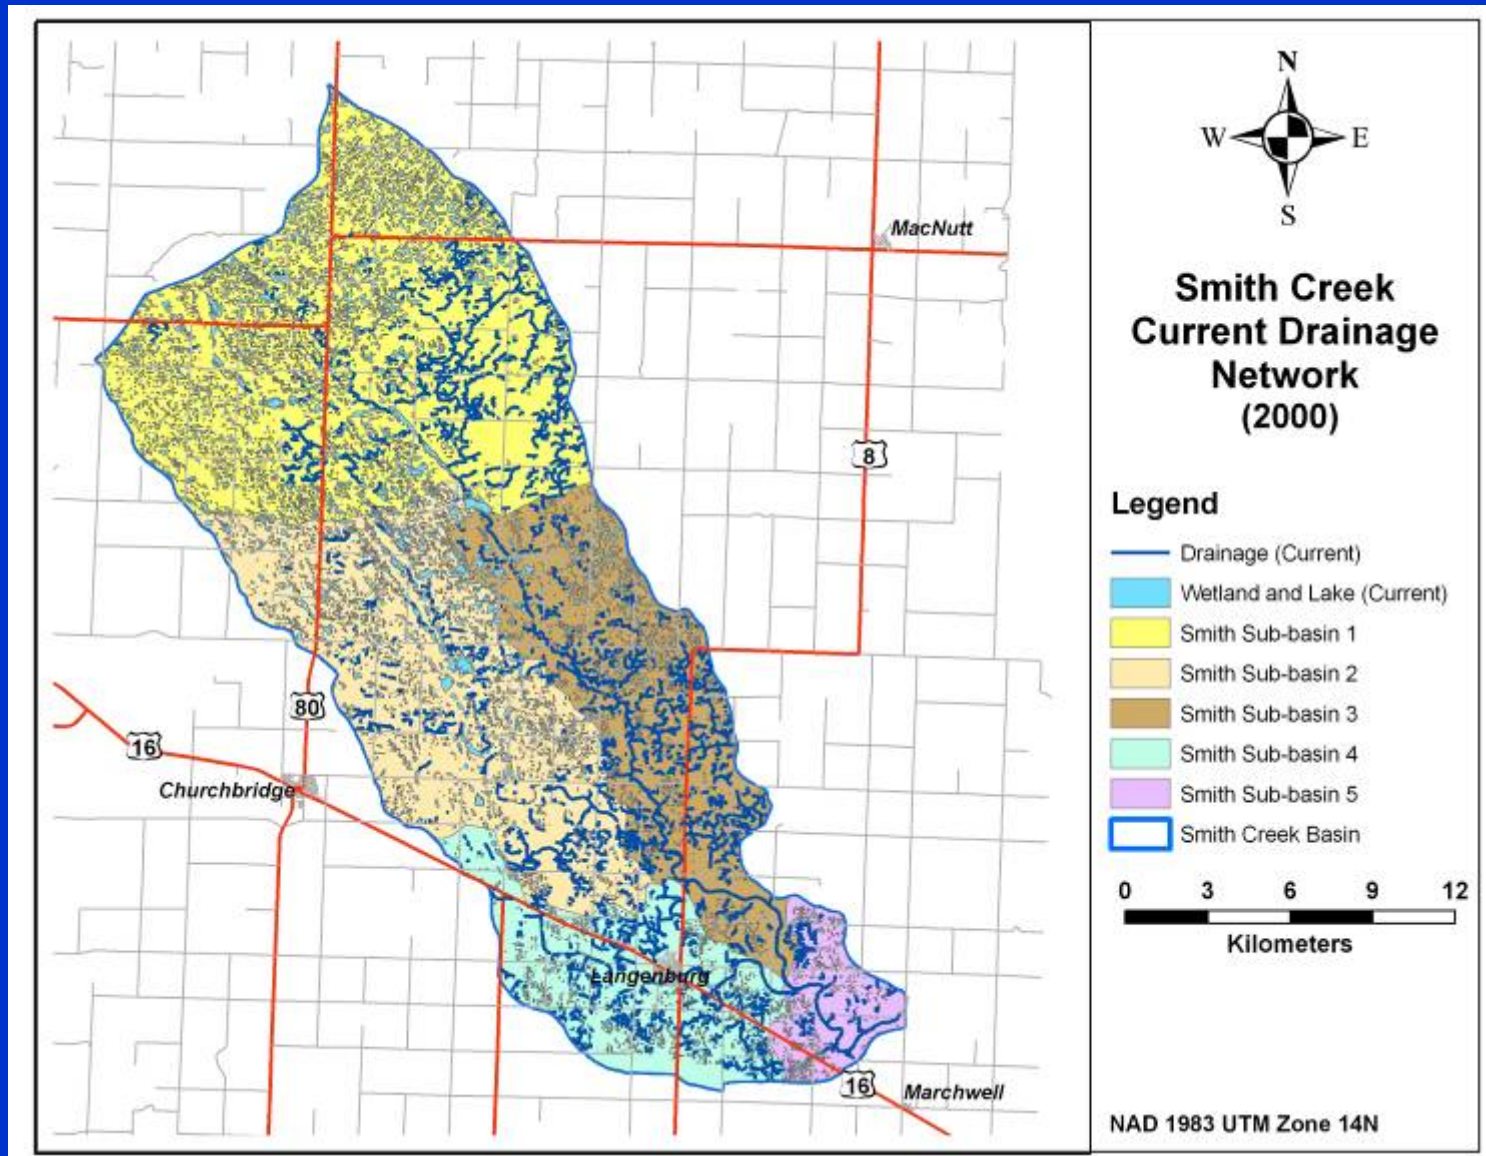 MacNutt
8
80
16
Churchbridge
Langenburg
16
Marchwell
N
W E
S
Smith Creek
Current Drainage
Network
(2000)
Legend
Drainage (Current)
Wetland and Lake (Current)
Smith Sub-basin 1
Smith Sub-basin 2
Smith Sub-basin 3
Smith Sub-basin 4
Smith Sub-basin 5
Smith Creek Basin
0 3 6 9 12
Kilometers
NAD 1983 UTM Zone 14N